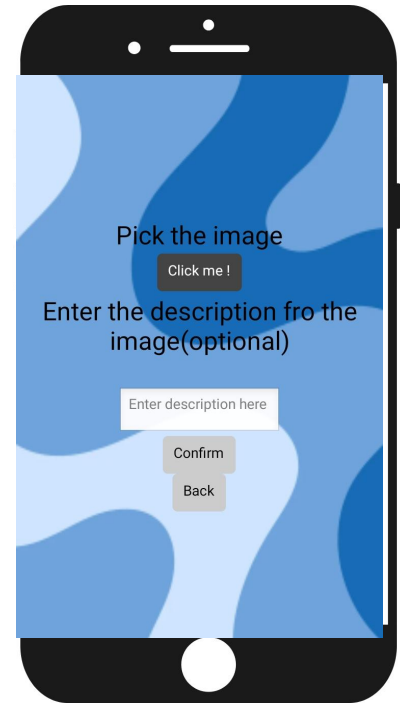 Pick the image
Click me !
Enter the description fro the
image(optional)
Enter description here
Confirm
Back